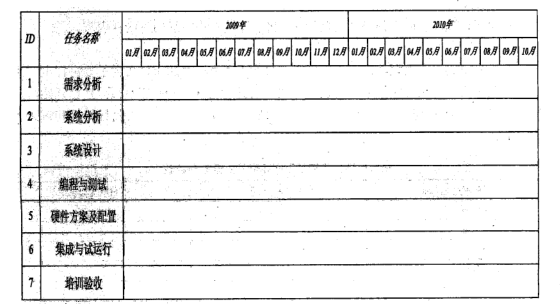 ID 任务名称 2009年 2010年
01月 02月 03月 04月 05月 06月 07月 08月 09月 10月 11月 12月 01月 02月 03月 04月 05月 06月 07月 08月 09月 10月
1 需求分析
2 系统分析
3 系统设计
4 编程与测试
5 硬件方案及配置
6 集成与试运行
7 培训验收